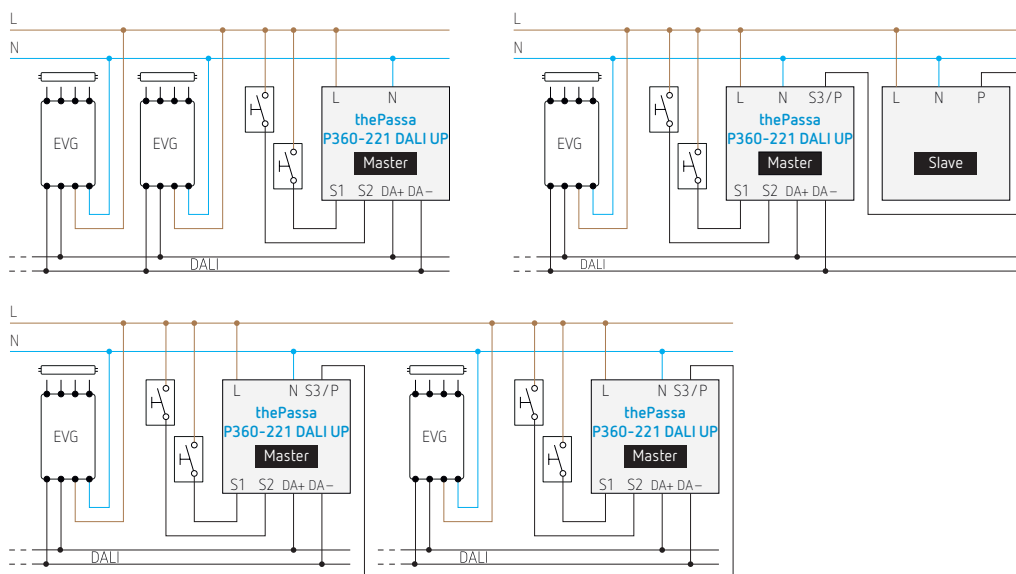 L
N
EVG
EVG
L N
thePassa
P360-221 DALI UP
Master
S1 S2 DA+ DA−
DALI
L
N
EVG
L N S3/P
thePassa
P360-221 DALI UP
Master
S1 S2 DA+ DA−
L N P
Slave
DALI
L
N
EVG
L N S3/P
thePassa
P360-221 DALI UP
Master
S1 S2 DA+ DA−
DALI
EVG
L N S3/P
thePassa
P360-221 DALI UP
Master
S1 S2 DA+ DA−
DALI